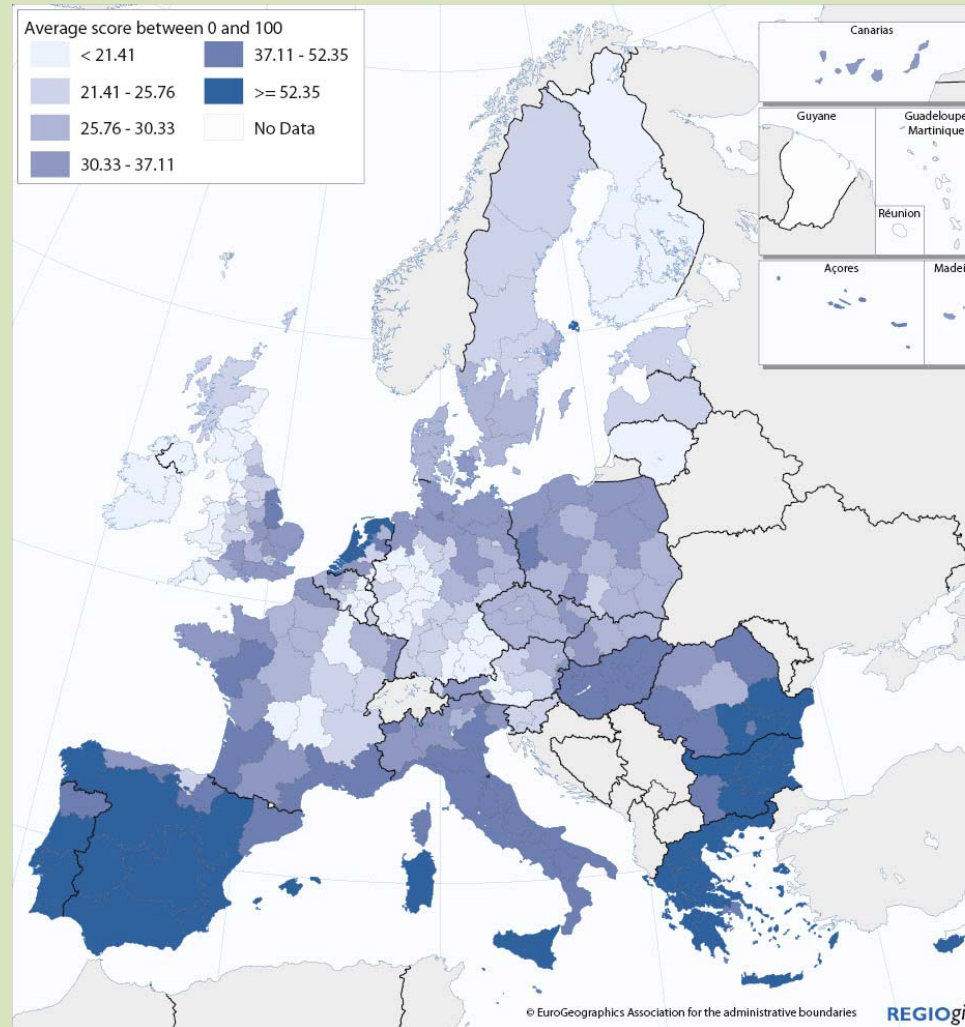 Average score between 0 and 100
< 21.41
21.41 - 25.76
25.76 - 30.33
30.33 - 37.11
37.11 - 52.35
>= 52.35
No Data
Canarias
Guyane
Guadeloupe
Martinique
Réunion
Açores
Madei
© EuroGeographics Association for the administrative boundaries
REGIOgi